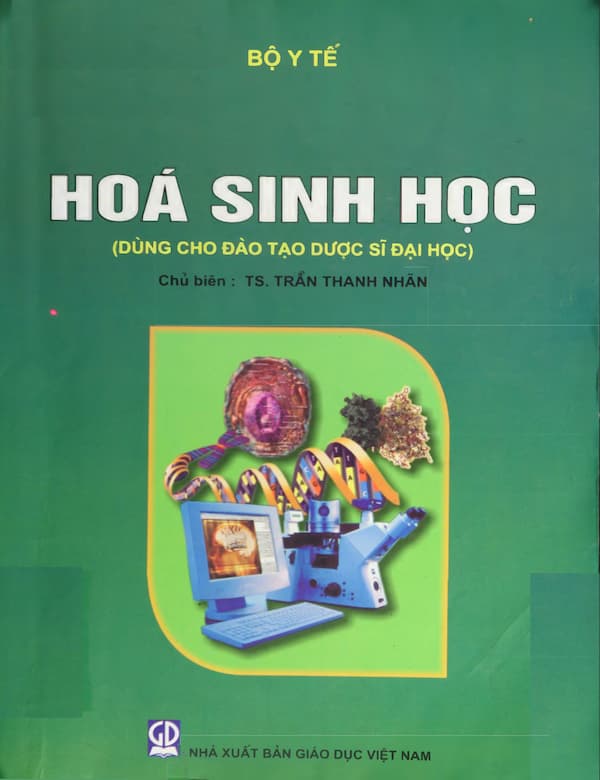 BỘ Y TẾ
HOÁ SINH HỌC
(DÙNG CHO ĐÀO TẠO DƯỢC SĨ ĐẠI HỌC)
Chủ biên : TS. TRẦN THANH NHÃN
GD
NHÀ XUẤT BẢN GIÁO DỤC VIỆT NAM